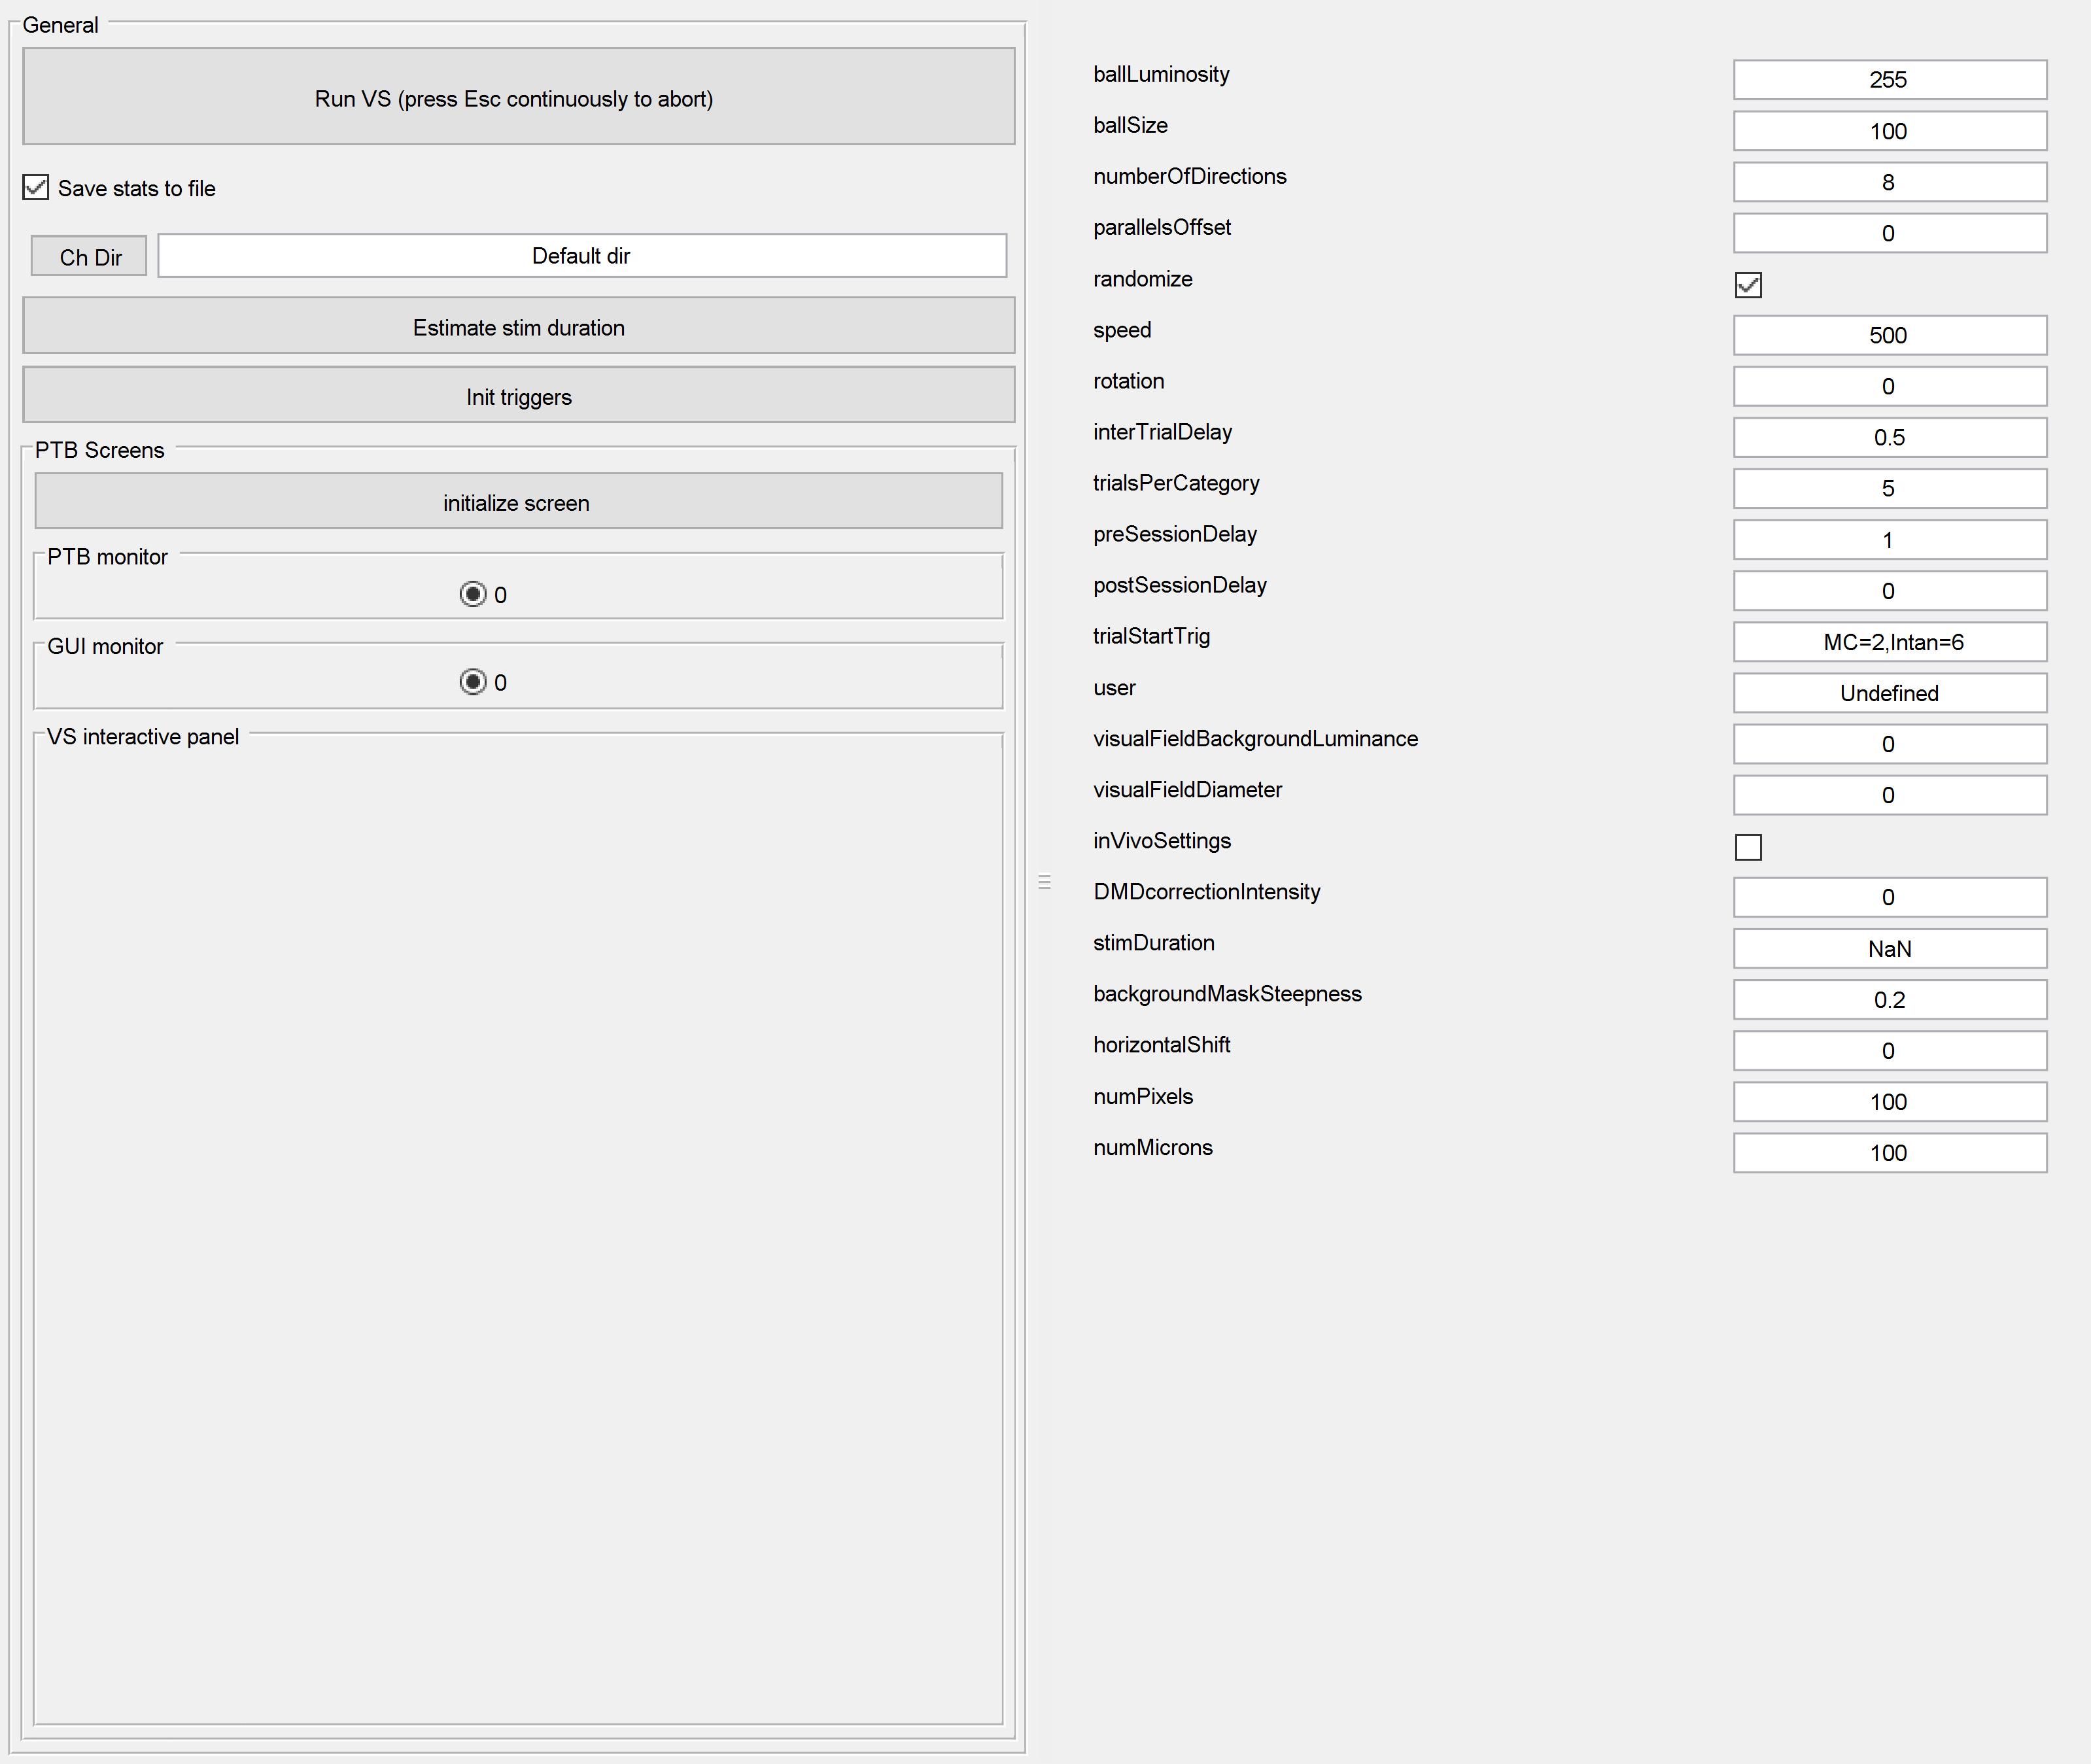 General
Run VS (press Esc continuously to abort)
Save stats to file
Ch Dir
Default dir
Estimate stim duration
Init triggers
PTB Screens
initialize screen
PTB monitor
0
GUI monitor
0
VS interactive panel
ballLuminosity 255
ballSize 100
numberOfDirections 8
parallelsOffset 0
randomize
speed 500
rotation 0
interTrialDelay 0.5
trialsPerCategory 5
preSessionDelay 1
postSessionDelay 0
trialStartTrig MC=2,Intan=6
user Undefined
visualFieldBackgroundLuminance 0
visualFieldDiameter 0
inVivoSettings
DMDcorrectionIntensity 0
stimDuration NaN
backgroundMaskSteepness 0.2
horizontalShift 0
numPixels 100
numMicrons 100